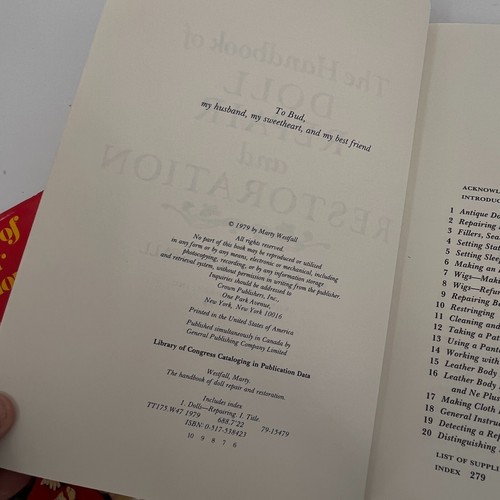 To Bud,
my husband, my sweetheart, and my best friend
© 1979 by Marty Westfall
All rights reserved
No part of this book may be reproduced or utilized
in any form or by any means, electronic or mechanical, including
photocopying, recording, or by any information storage
and retrieval system, without permission in writing from the publisher.
Inquiries should be addressed to
Crown Publishers, Inc.,
One Park Avenue,
New York, New York 10016
Printed in the United States of America
Published simultaneously in Canada by
General Publishing Company Limited
Library of Congress Cataloging in Publication Data
Westfall, Marty.
The handbook of doll repair and restoration.
Includes index
1. Dolls—Repairing. I. Title.
TT175.W47 1979 688.7'22 79-15479
ISBN: 0-517-538423
10 9 8 7 6
ACKNOWL
INTRODUC
1 Antique Do
2 Repairing
3 Fillers, Sea
4 Setting Stat
5 Setting Slee
6 Making an
7 Wigs—Maki
8 Wigs—Refu
9 Repairing B
10 Restringing
11 Cleaning and
12 Taking a Pat
13 Using a Panto
14 Working with
15 Leather Body
16 Leather Body
and Ne Plus
17 Making Cloth
18 General Instruc
19 Detecting a Rep
20 Distinguishing
LIST OF SUPPLI
INDEX 279